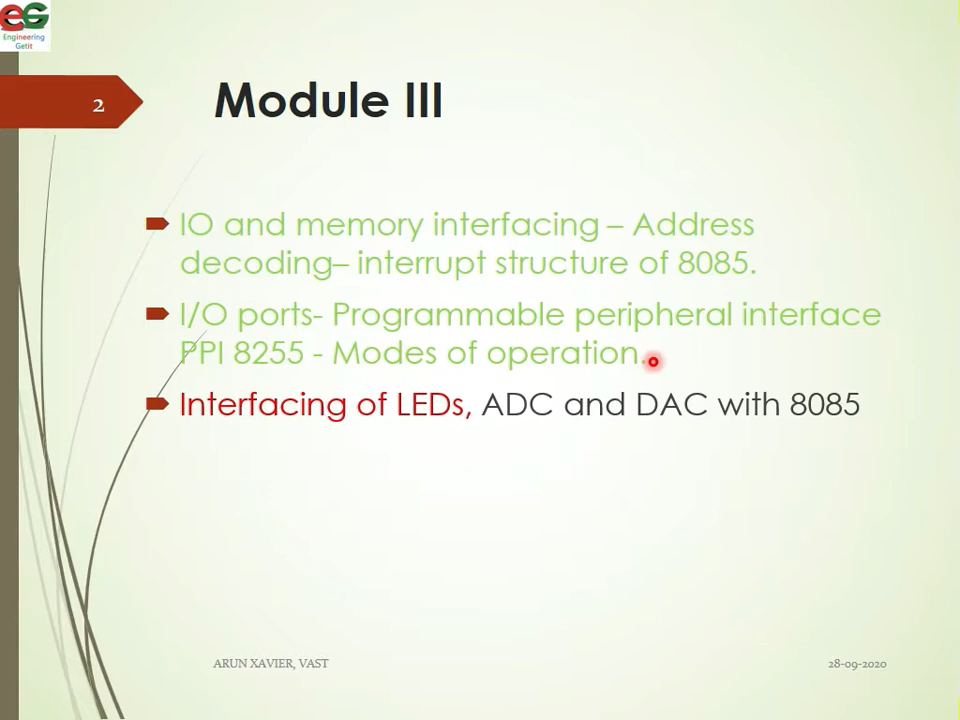 EG
Engineering
Getit
2
Module III
IO and memory interfacing – Address
decoding– interrupt structure of 8085.
I/O ports- Programmable peripheral interface
PPI 8255 - Modes of operation.
Interfacing of LEDs, ADC and DAC with 8085
ARUN XAVIER, VAST
28-09-2020